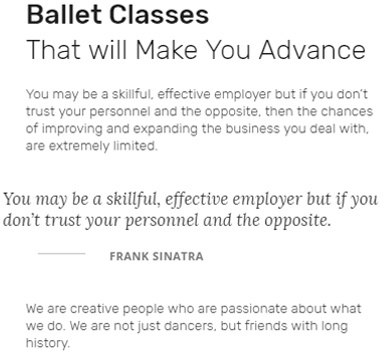 Ballet Classes
That will Make You Advance
You may be a skillful, effective employer but if you don't
trust your personnel and the opposite, then the chances
of improving and expanding the business you deal with,
are extremely limited.
You may be a skillful, effective employer but if you
don't trust your personnel and the opposite.
FRANK SINATRA
We are creative people who are passionate about what
we do. We are not just dancers, but friends with long
history.